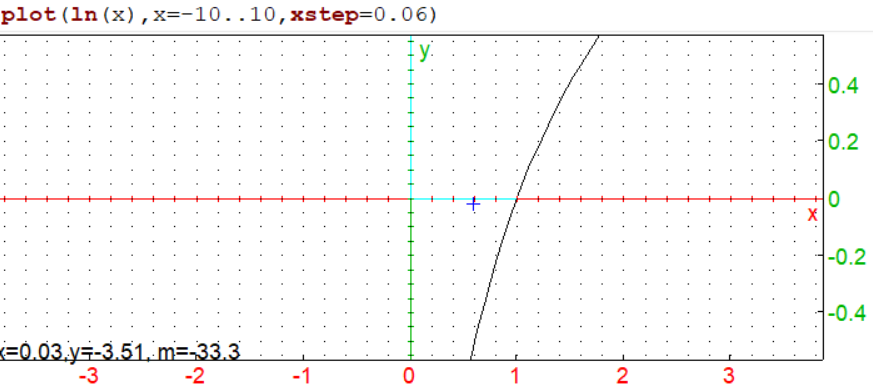 plot(ln(x),x=-10..10,xstep=0.06)
y
0.4
0.2
0
x
-0.2
-0.4
x=0.03,y=-3.51, m=-33.3
-3 -2 -1 0 1 2 3